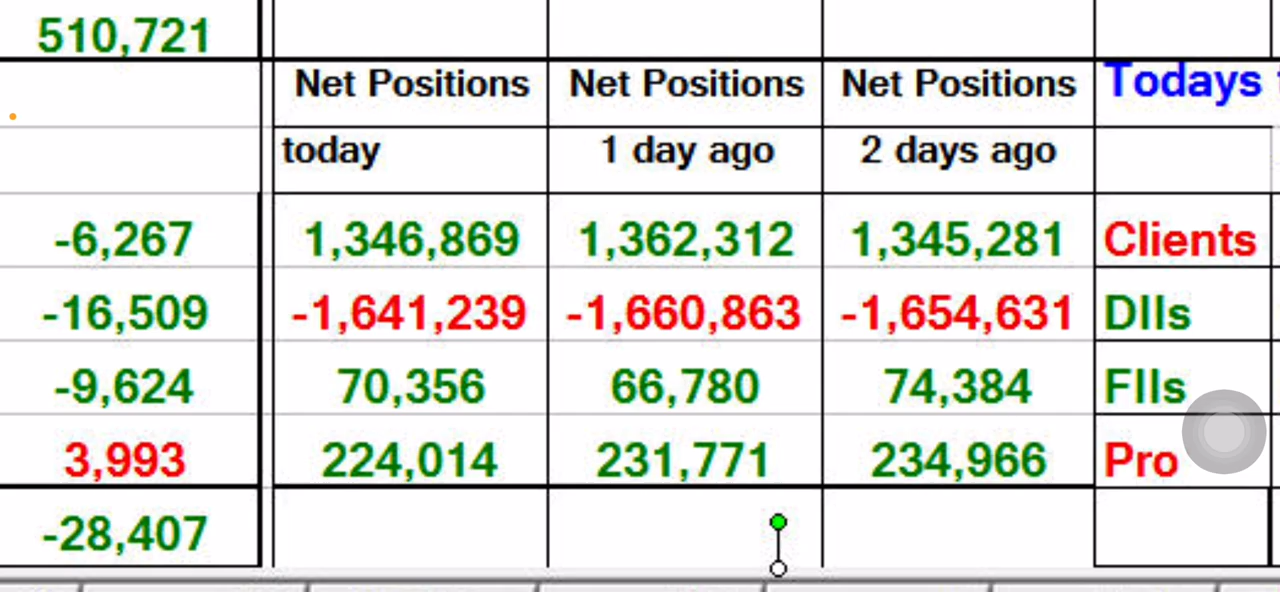 510,721
Net Positions Net Positions Net Positions Todays
today 1 day ago 2 days ago
-6,267 1,346,869 1,362,312 1,345,281 Clients
-16,509 -1,641,239 -1,660,863 -1,654,631 DIIs
-9,624 70,356 66,780 74,384 FIIs
3,993 224,014 231,771 234,966 Pro
-28,407